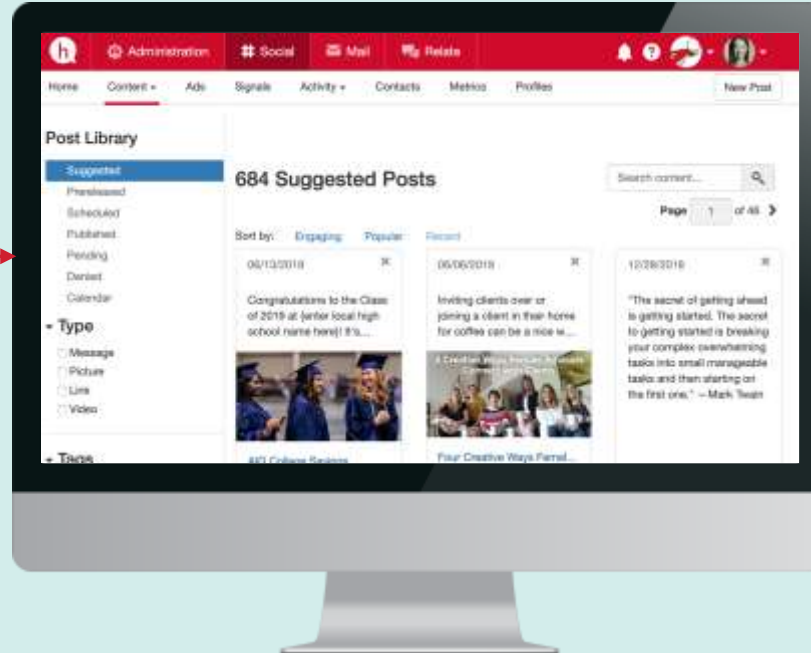 h
Administration
# Social
Mail
Relate
?
Home
Content
Ads
Signals
Activity
Contacts
Metrics
Profiles
New Post
Post Library
Suggested
Prereleased
Scheduled
Published
Pending
Denied
Calendar
Type
Message
Picture
Link
Video
Tags
684 Suggested Posts
Search content...
Page 1 of 46
Sort by: Engaging Popular Recent
06/13/2019
Congratulations to the Class
of 2019 at {enter local high
school name here}! It's...
College Savings
06/06/2019
Inviting clients over or
joining a client in their home
for coffee can be a nice w...
Four Creative Ways Femal...
12/28/2018
"The secret of getting ahead
is getting started. The secret
to getting started is breaking
your complex overwhelming
tasks into small manageable
tasks and then starting on
the first one." – Mark Twain